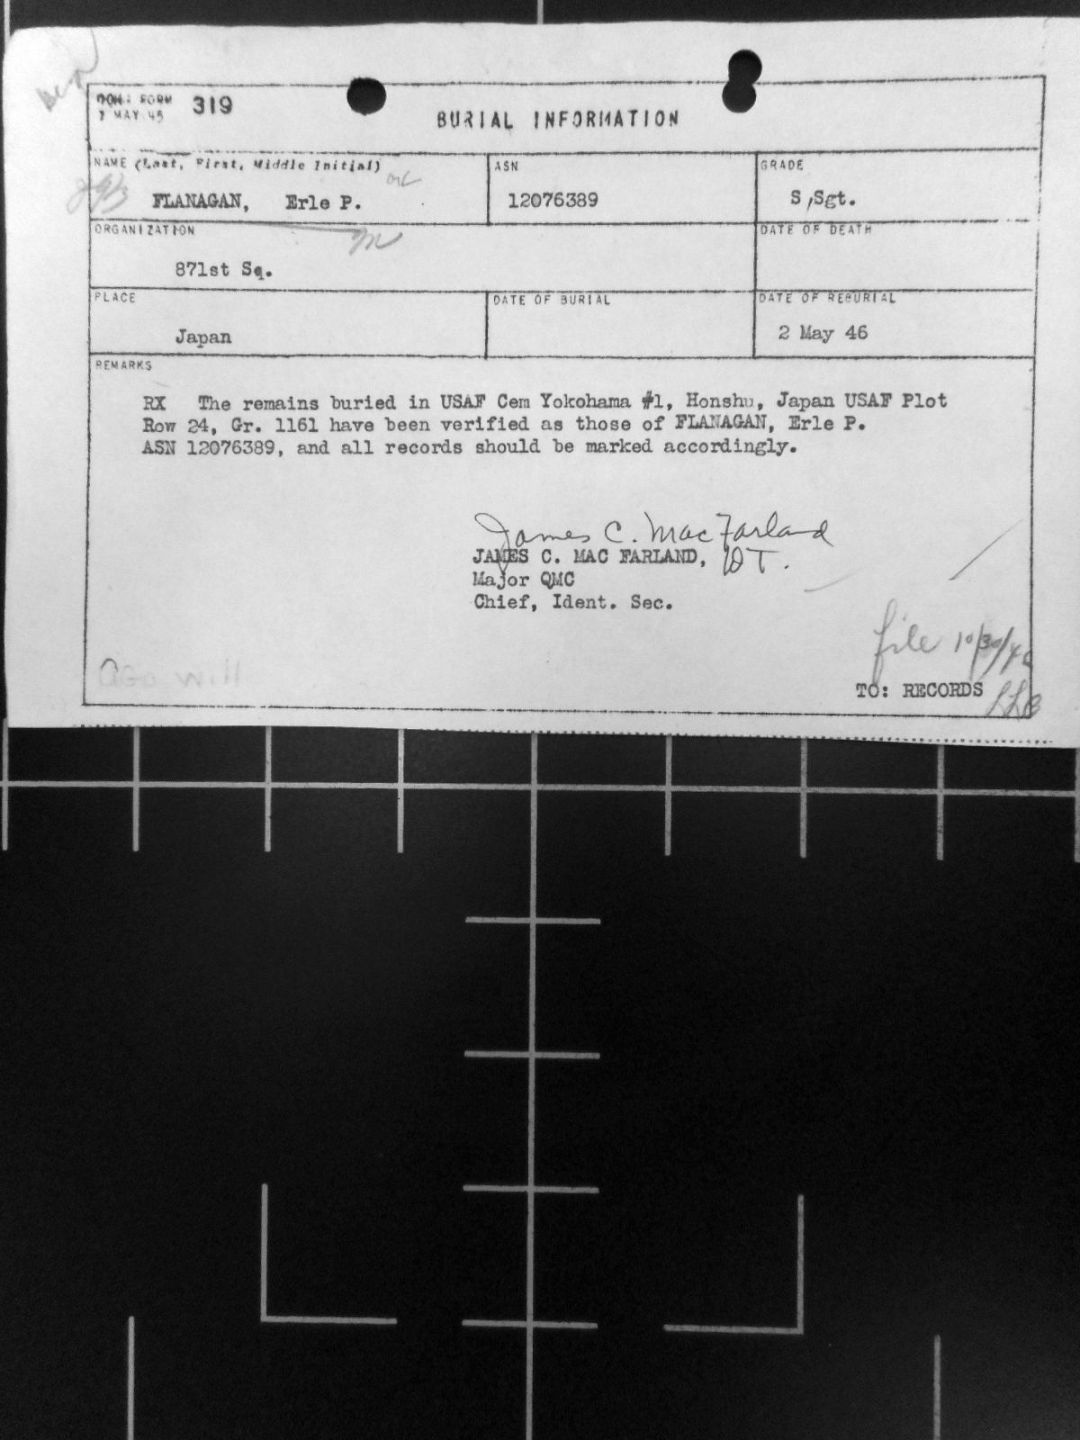 FORM 319
7 MAY 45
BURIAL INFORMATION
NAME (Last, First, Middle Initial)
FLANAGAN, Erle P.
ASN
12076389
GRADE
S/Sgt.
ORGANIZATION
871st Sq.
DATE OF DEATH
PLACE
Japan
DATE OF BURIAL
DATE OF REBURIAL
2 May 46
REMARKS
RX The remains buried in USAF Cem Yokohama #1, Honshu, Japan USAF Plot
Row 24, Gr. 1161 have been verified as those of FLANAGAN, Erle P.
ASN 12076389, and all records should be marked accordingly.
James C. MacFarland
JAMES C. MAC FARLAND,
Major QMC
Chief, Ident. Sec.
file 10/30/46
will
TO: RECORDS